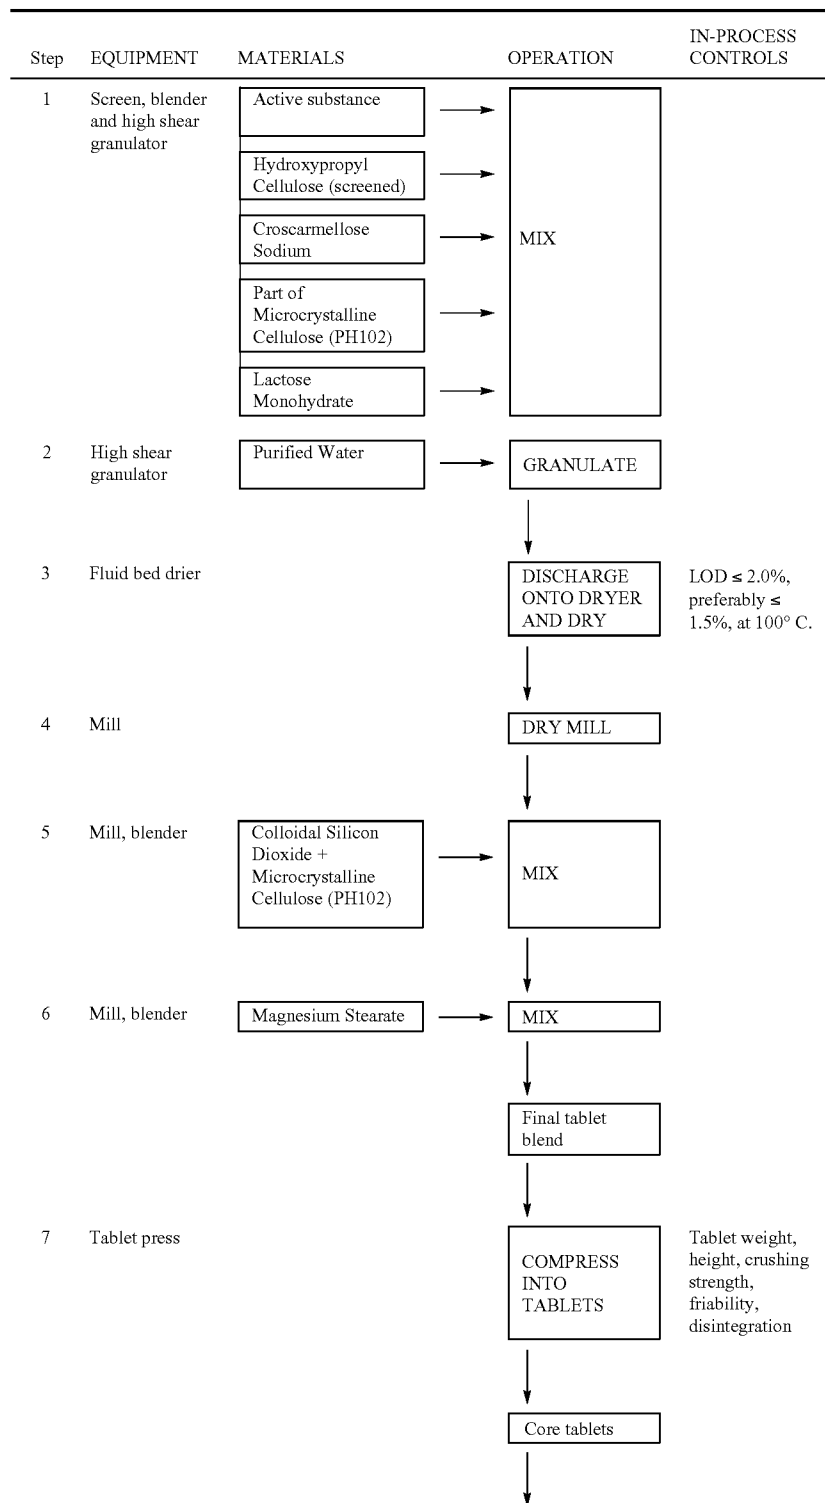 Step EQUIPMENT MATERIALS OPERATION IN-PROCESS
CONTROLS
1 Screen, blender
and high shear
granulator
Active substance
Hydroxypropyl
Cellulose (screened)
Croscarmellose
Sodium
Part of
Microcrystalline
Cellulose (PH102)
Lactose
Monohydrate
MIX
2 High shear
granulator
Purified Water
GRANULATE
3 Fluid bed drier
DISCHARGE
ONTO DRYER
AND DRY
LOD ≤ 2.0%,
preferably ≤
1.5%, at 100° C.
4 Mill
DRY MILL
5 Mill, blender
Colloidal Silicon
Dioxide +
Microcrystalline
Cellulose (PH102)
MIX
6 Mill, blender
Magnesium Stearate
MIX
Final tablet
blend
7 Tablet press
COMPRESS
INTO
TABLETS
Tablet weight,
height, crushing
strength,
friability,
disintegration
Core tablets